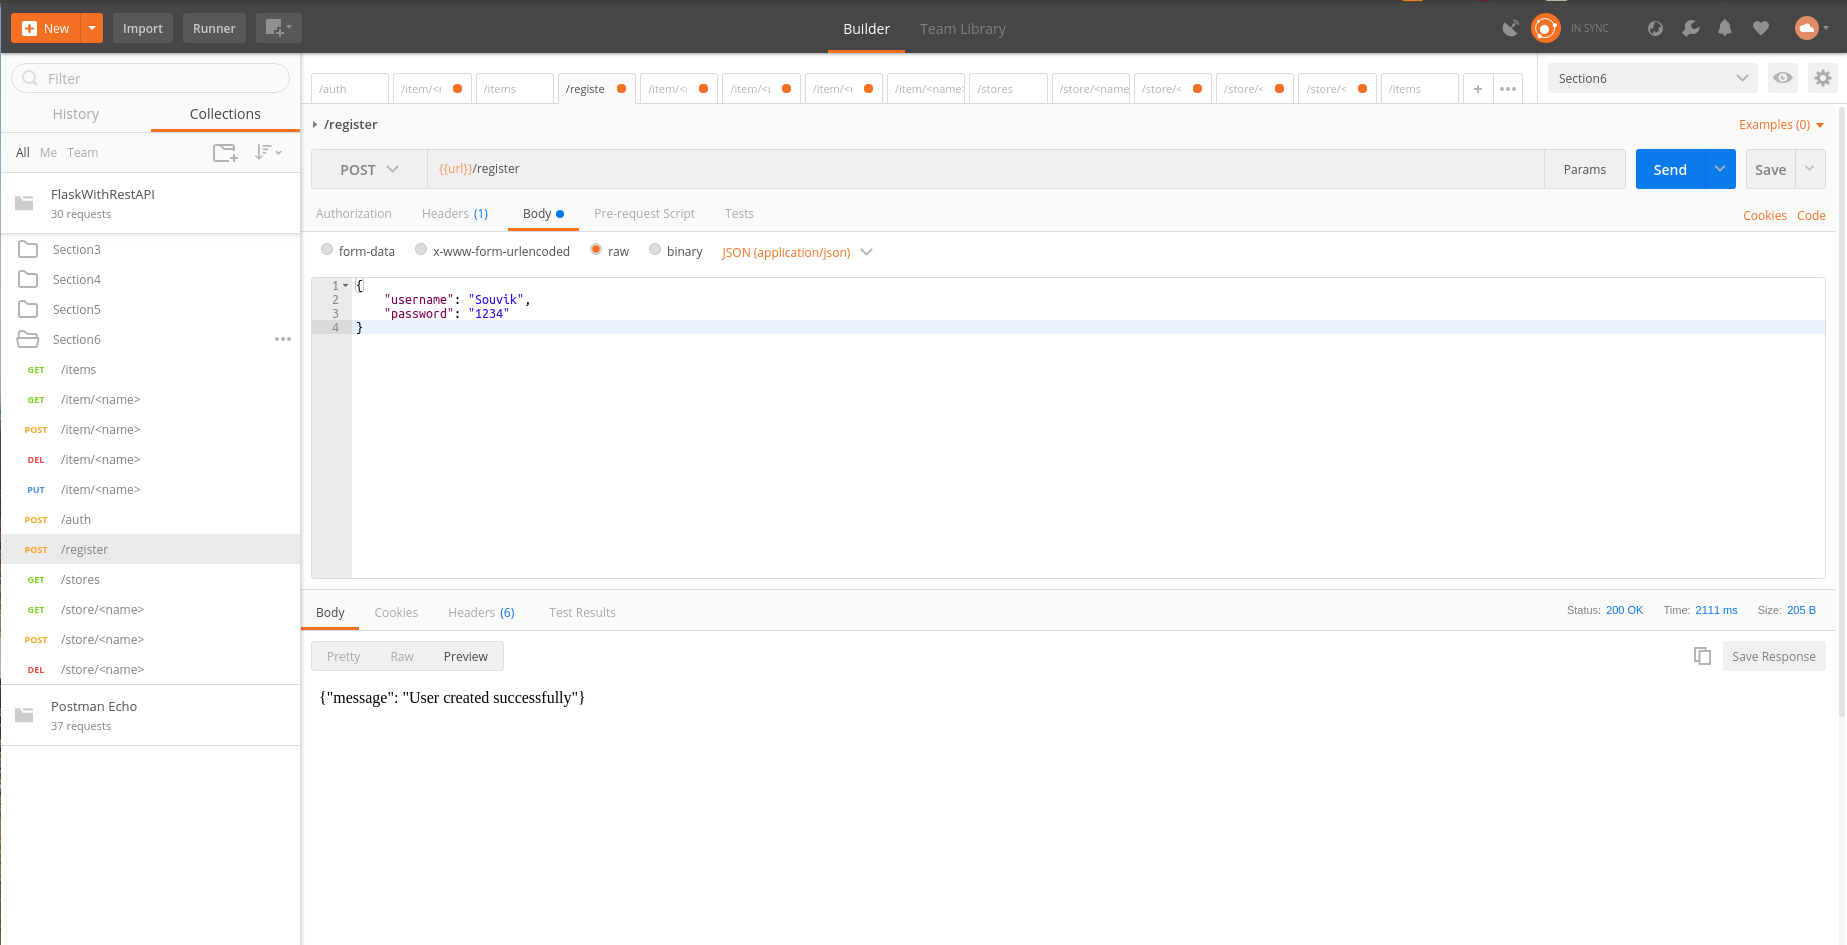 New
Import
Runner
Builder
Team Library
IN SYNC
Filter
History
Collections
All Me Team
FlaskWithRestAPI
30 requests
Section3
Section4
Section5
Section6
GET /items
GET /item/<name>
POST /item/<name>
DEL /item/<name>
PUT /item/<name>
POST /auth
POST /register
GET /stores
GET /store/<name>
POST /store/<name>
DEL /store/<name>
Postman Echo
37 requests
/auth /item/< /items /registe /item/< /item/< /item/< /item/<name> /stores /store/<name /store/< /store/< /store/< /items + •••
Section6
/register
Examples (0)
POST {{url}}/register Params Send Save
Authorization Headers (1) Body Pre-request Script Tests Cookies Code
form-data x-www-form-urlencoded raw binary JSON (application/json)
1 {
2 "username": "Souvik",
3 "password": "1234"
4 }
Body Cookies Headers (6) Test Results Status: 200 OK Time: 2111 ms Size: 205 B
Pretty Raw Preview Save Response
{"message": "User created successfully"}